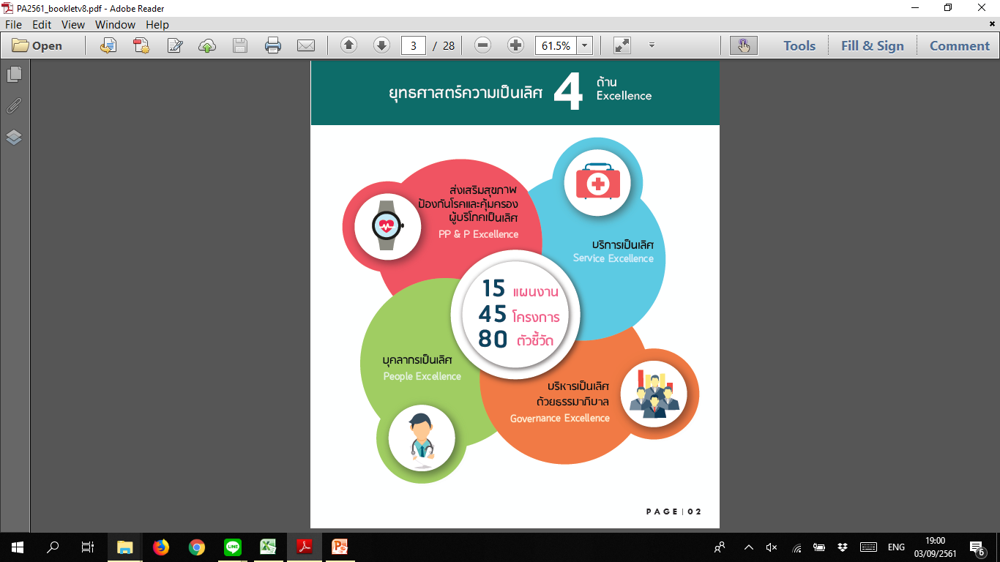 PA2561_bookletv8.pdf - Adobe Reader
File Edit View Window Help
Open 3 / 28 61.5% Tools Fill & Sign Comment
ยุทธศาสตร์ความเป็นเลิศ 4 ด้าน
Excellence
ส่งเสริมสุขภาพ
ป้องกันโรคและคุ้มครอง
ผู้บริโภคเป็นเลิศ
PP & P Excellence
บริการเป็นเลิศ
Service Excellence
15 แผนงาน
45 โครงการ
80 ตัวชี้วัด
บุคลากรเป็นเลิศ
People Excellence
บริหารเป็นเลิศ
ด้วยธรรมาภิบาล
Governance Excellence
PAGE | 02
LINE
ENG
19:00
03/09/2561
6